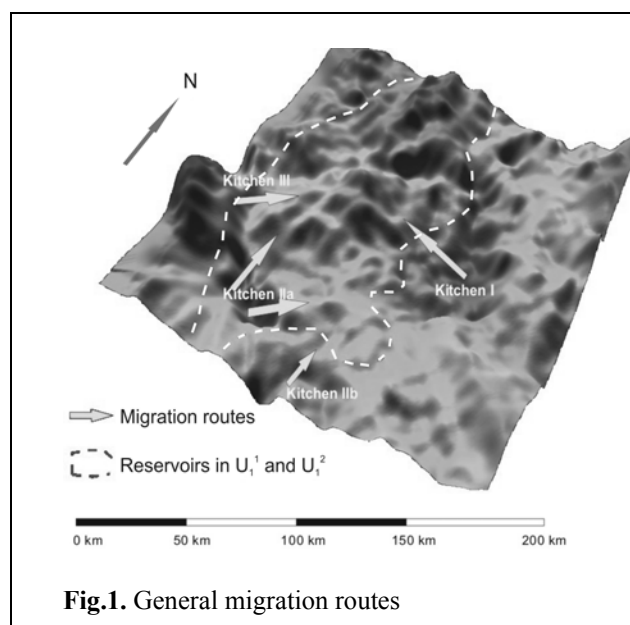 N
Kitchen III
Kitchen IIa
Kitchen I
Kitchen IIb
Migration routes
Reservoirs in U₁¹ and U₁²
0 km 50 km 100 km 150 km 200 km
Fig.1. General migration routes